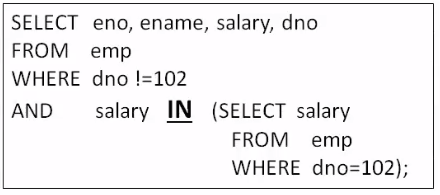 SELECT eno, ename, salary, dno
FROM emp
WHERE dno !=102
AND salary IN (SELECT salary
FROM emp
WHERE dno=102);